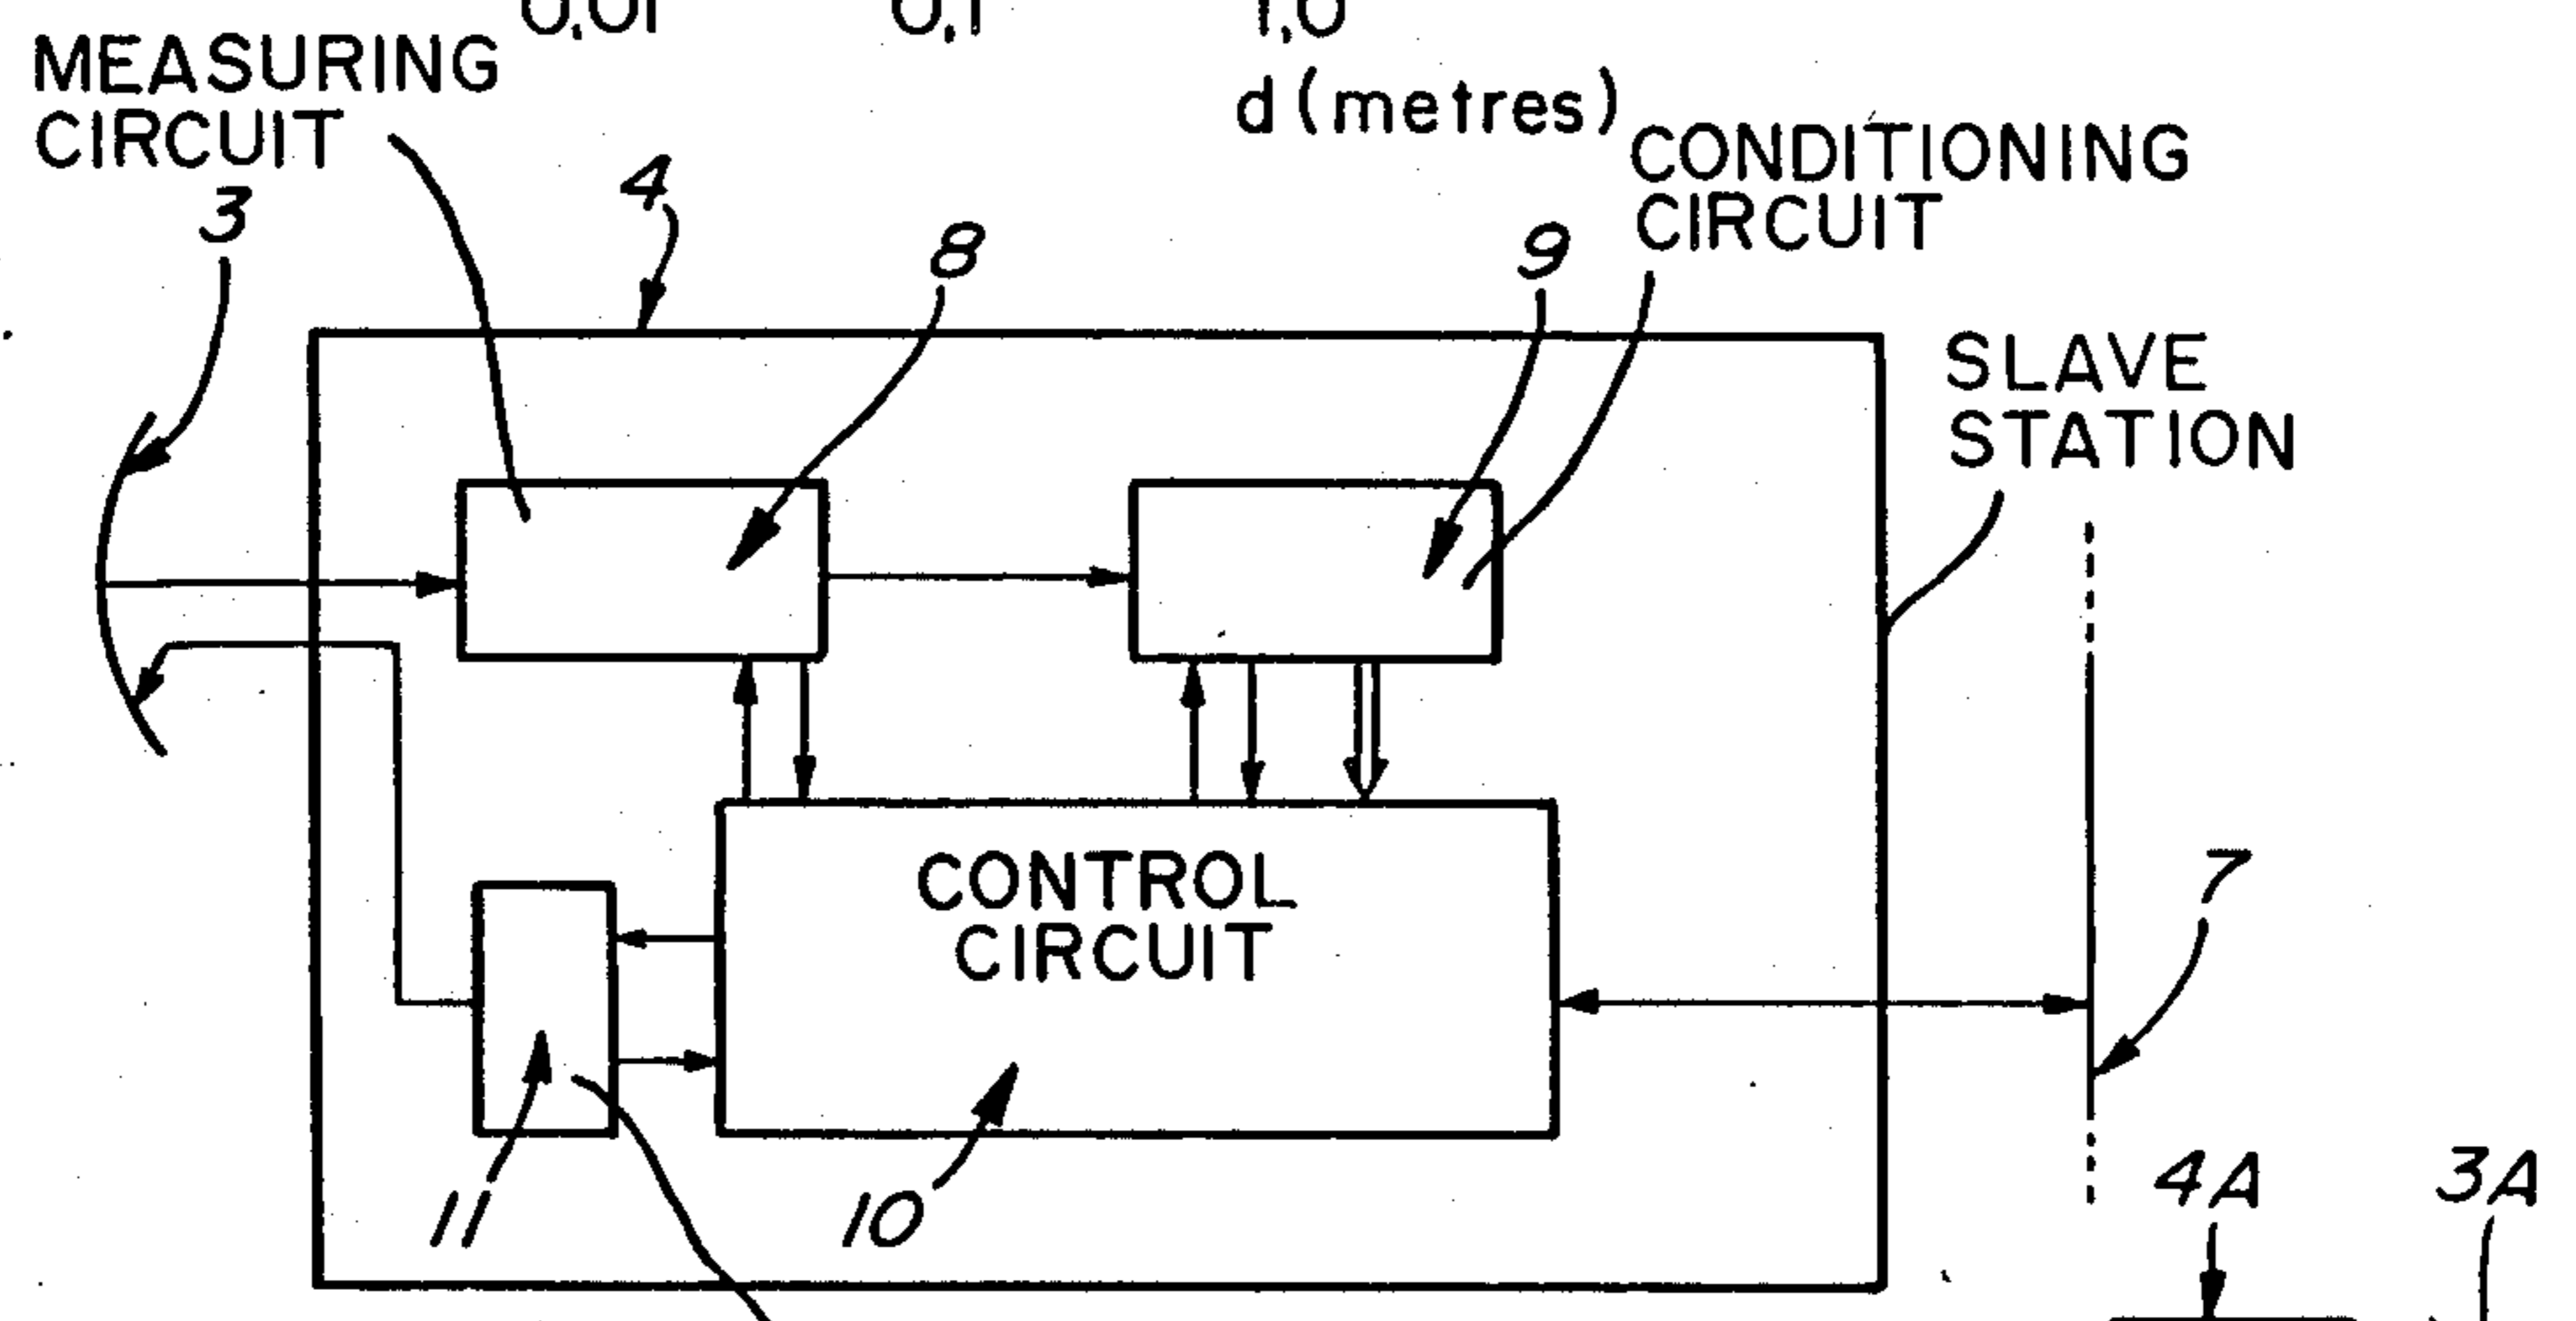 0,01 0,1 1,0
d (metres)
MEASURING
CIRCUIT
3
4
8
9
CONDITIONING
CIRCUIT
SLAVE
STATION
CONTROL
CIRCUIT
7
11
10
4A
3A